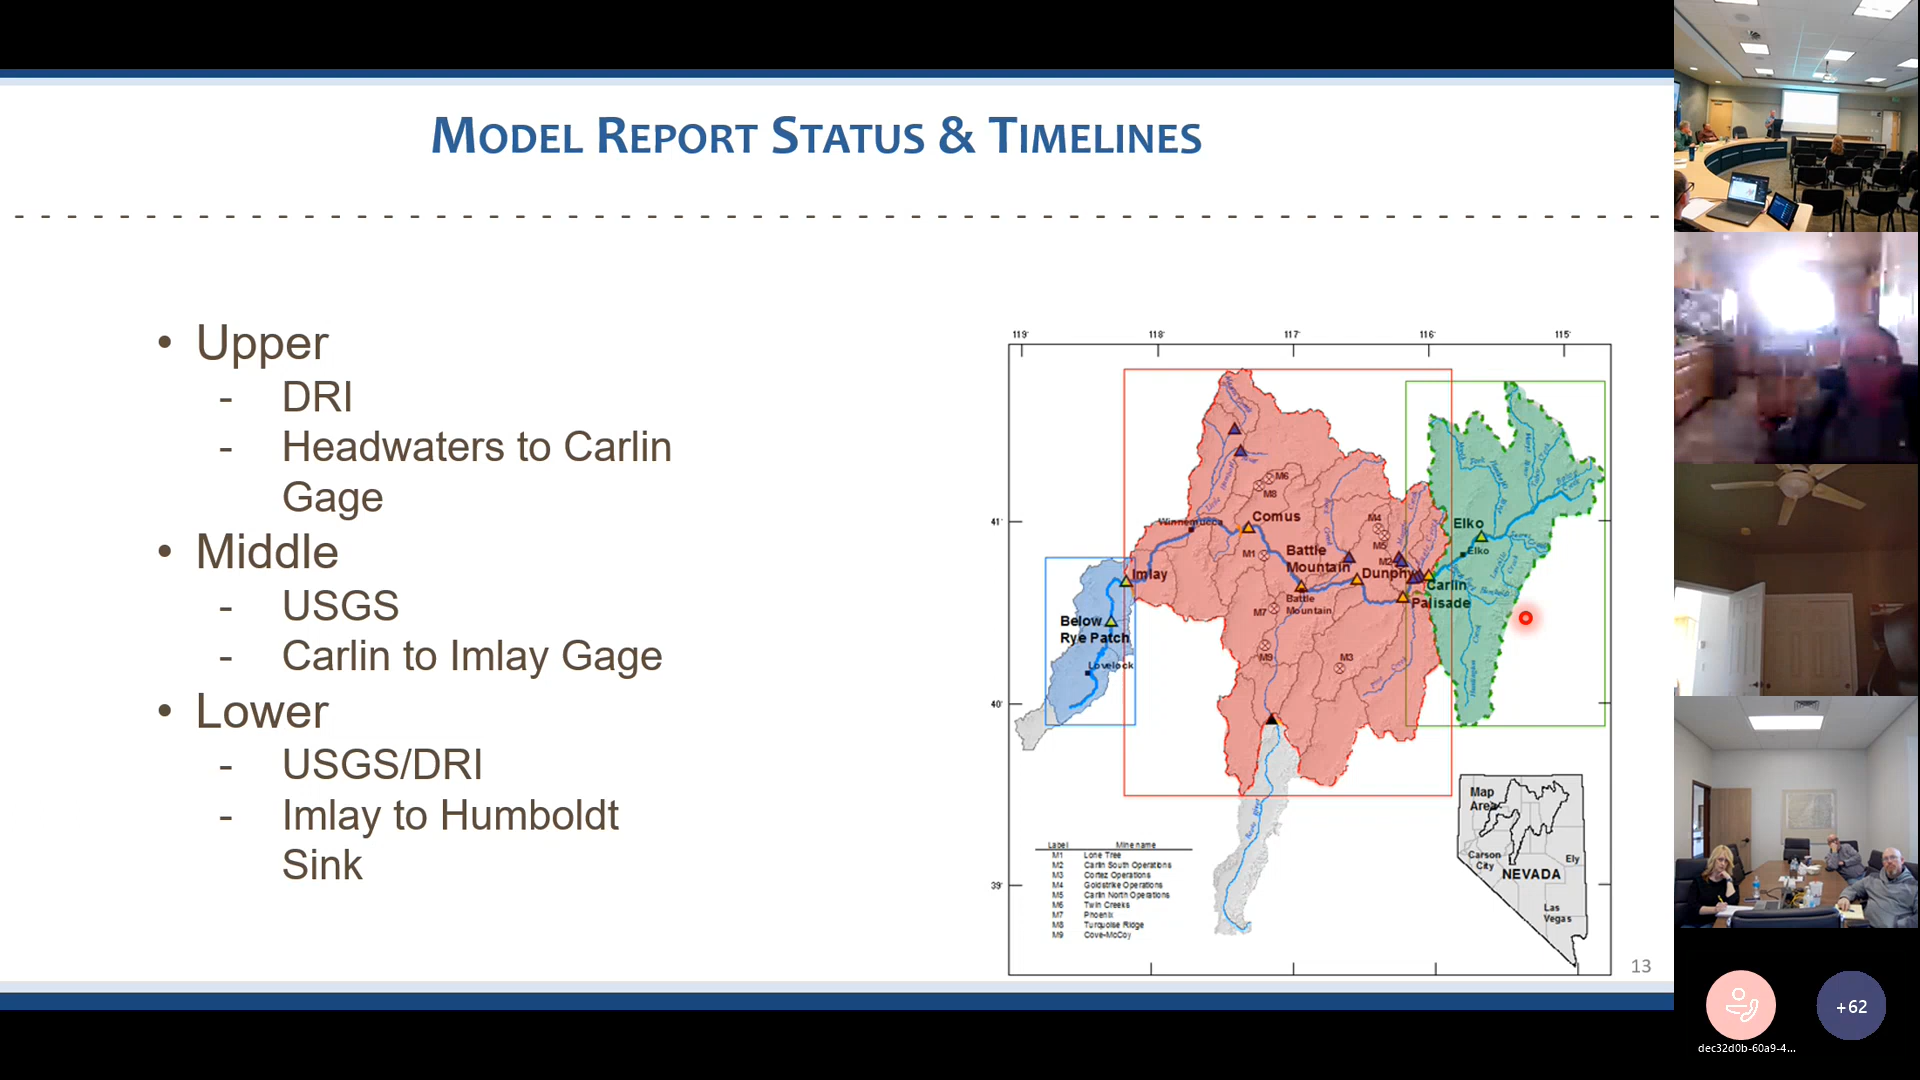 MODEL REPORT STATUS & TIMELINES
• Upper
- DRI
- Headwaters to Carlin
Gage
• Middle
- USGS
- Carlin to Imlay Gage
• Lower
- USGS/DRI
- Imlay to Humboldt
Sink
119°
118°
117°
116°
115°
41°
40°
39°
Winnemucca
Comus
M6
M8
M4
M5
M1
Battle
Mountain
M2
Dunphy
Elko
Elko
Carlin
Palisade
Imlay
Battle
Mountain
M7
M9
M3
Below
Rye Patch
Lovelock
Label Mine name
M1 Lone Tree
M2 Carlin South Operations
M3 Cortez Operations
M4 Goldstrike Operations
M5 Carlin North Operations
M6 Twin Creeks
M7 Phoenix
M8 Turquoise Ridge
M9 Cove-McCoy
Map
Area
Carson
City
Ely
NEVADA
Las
Vegas
13
+62
dec32d0b-60a9-4...